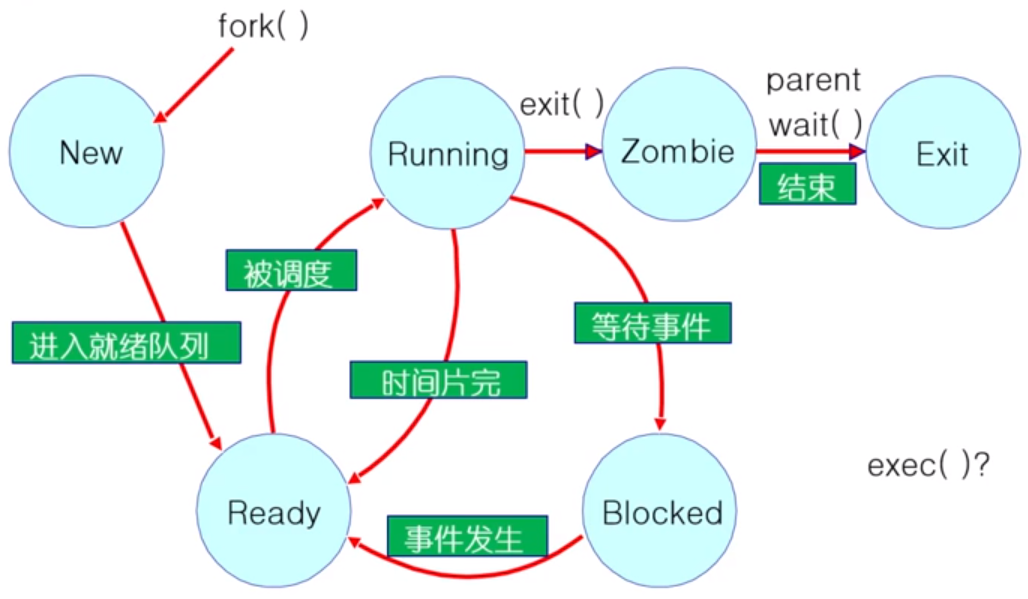 fork( )
New
Running
exit( )
Zombie
parent
wait( )
结束
Exit
被调度
进入就绪队列
时间片完
等待事件
exec( )?
Ready
Blocked
事件发生